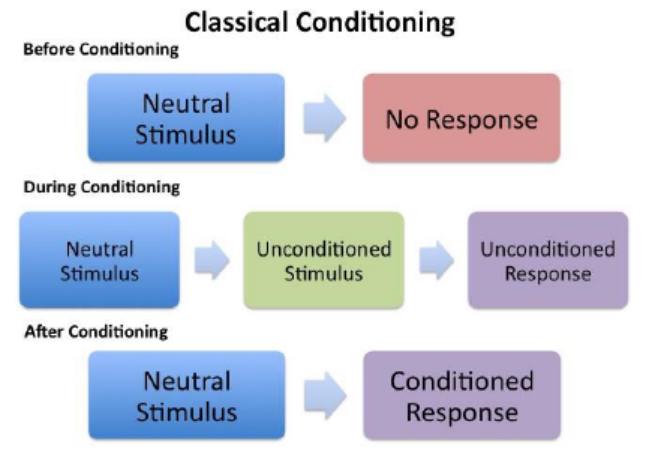 Classical Conditioning
Before Conditioning
Neutral
Stimulus
No Response
During Conditioning
Neutral
Stimulus
Unconditioned
Stimulus
Unconditioned
Response
After Conditioning
Neutral
Stimulus
Conditioned
Response